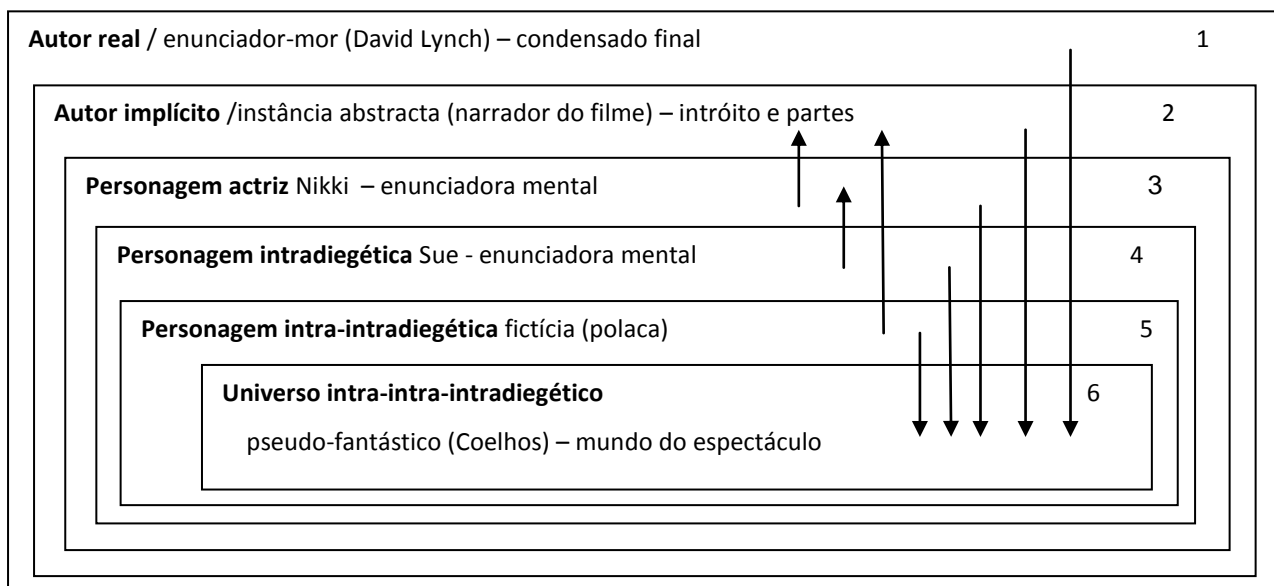 Autor real / enunciador-mor (David Lynch) – condensado final 1
Autor implícito /instância abstracta (narrador do filme) – intróito e partes 2
Personagem actriz Nikki – enunciadora mental 3
Personagem intradiegética Sue - enunciadora mental 4
Personagem intra-intradiegética fictícia (polaca) 5
Universo intra-intra-intradiegético 6
pseudo-fantástico (Coelhos) – mundo do espectáculo